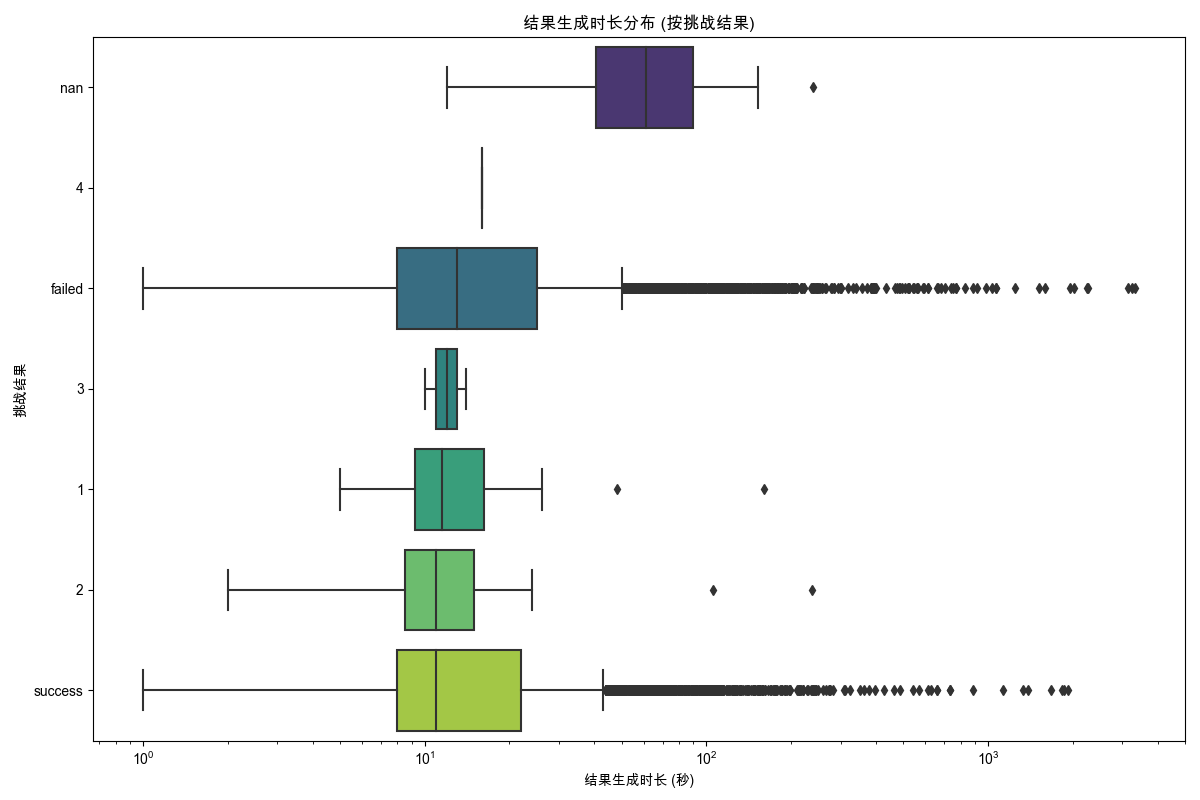 结果生成时长分布 (按挑战结果)
挑战结果
nan
4
failed
3
1
2
success
10⁰ 10¹ 10² 10³
结果生成时长 (秒)